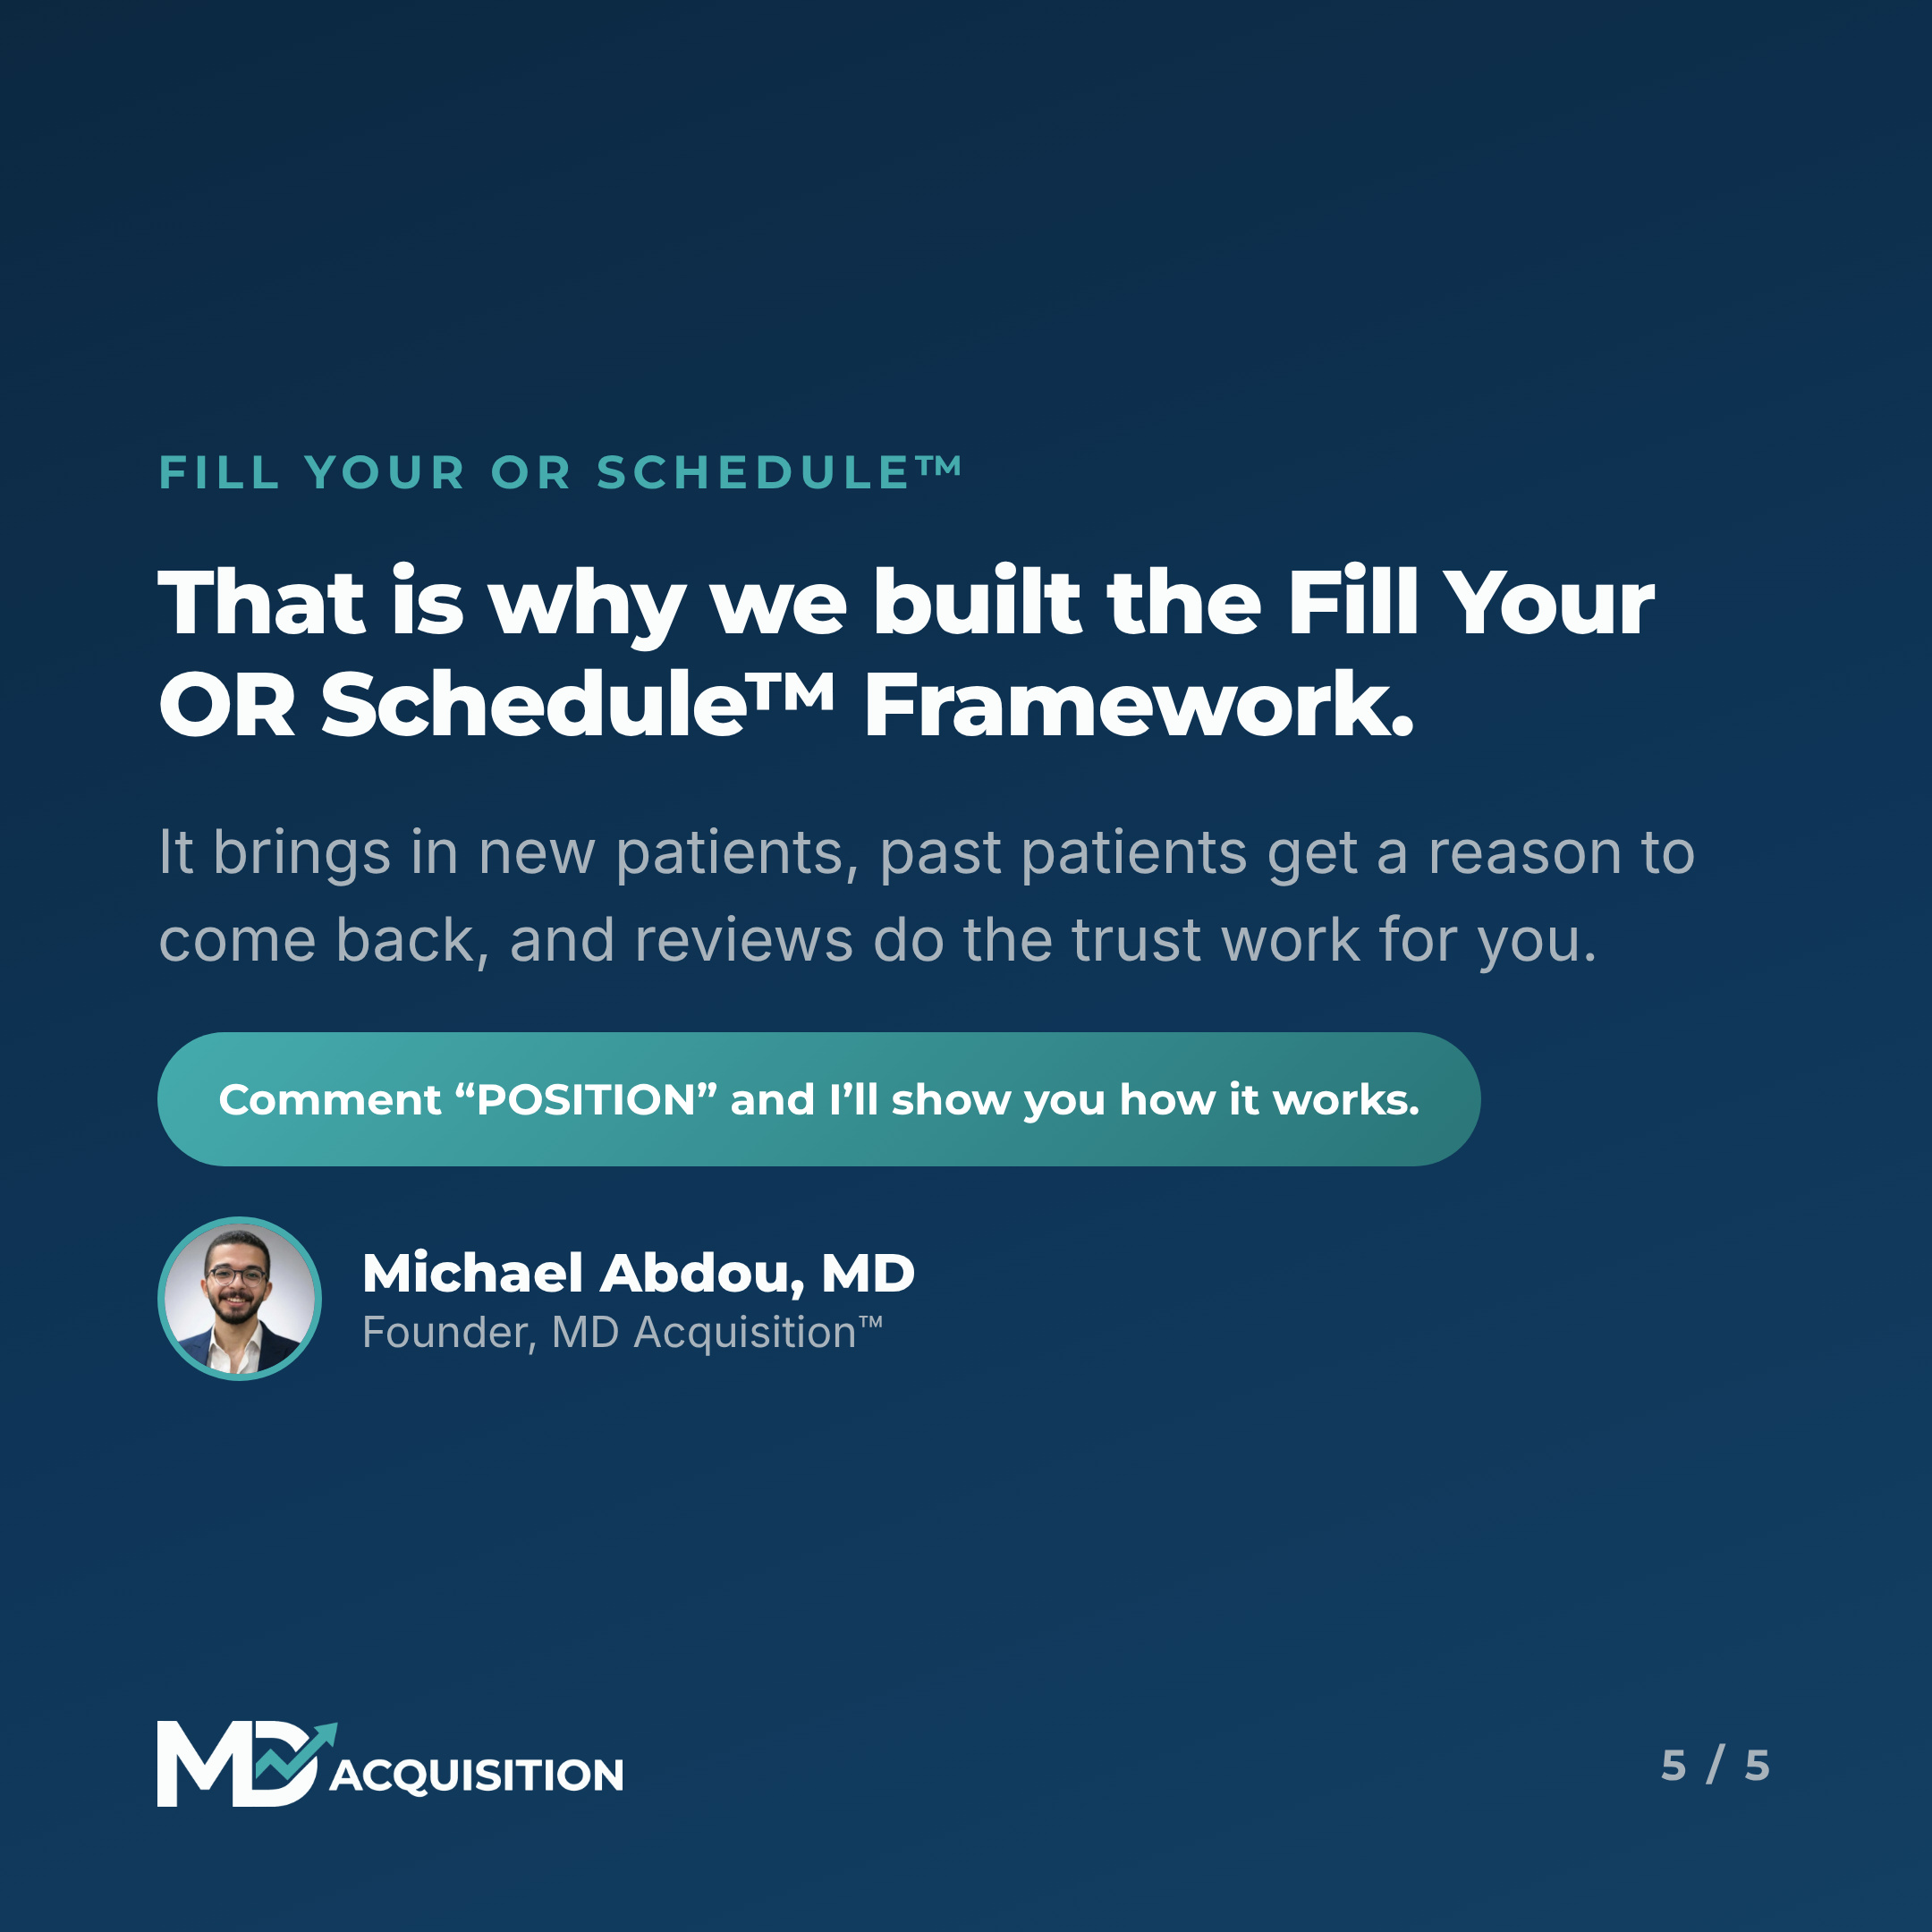 FILL YOUR OR SCHEDULE™
That is why we built the Fill Your
OR Schedule™ Framework.
It brings in new patients, past patients get a reason to
come back, and reviews do the trust work for you.
Comment “POSITION” and I’ll show you how it works.
Michael Abdou, MD
Founder, MD Acquisition™
MD ACQUISITION
5 / 5